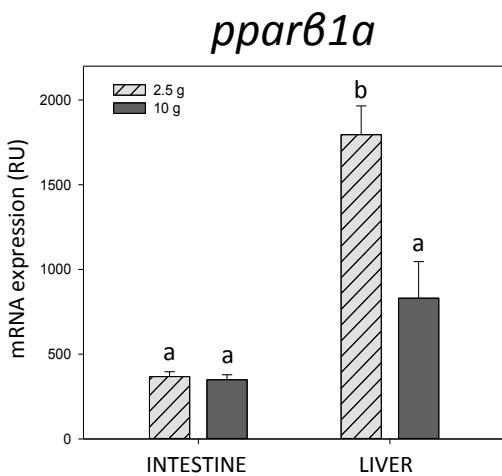 pparβ1a
2000
1500
1000
500
0
mRNA expression (RU)
2.5 g
10 g
a
a
b
a
INTESTINE
LIVER